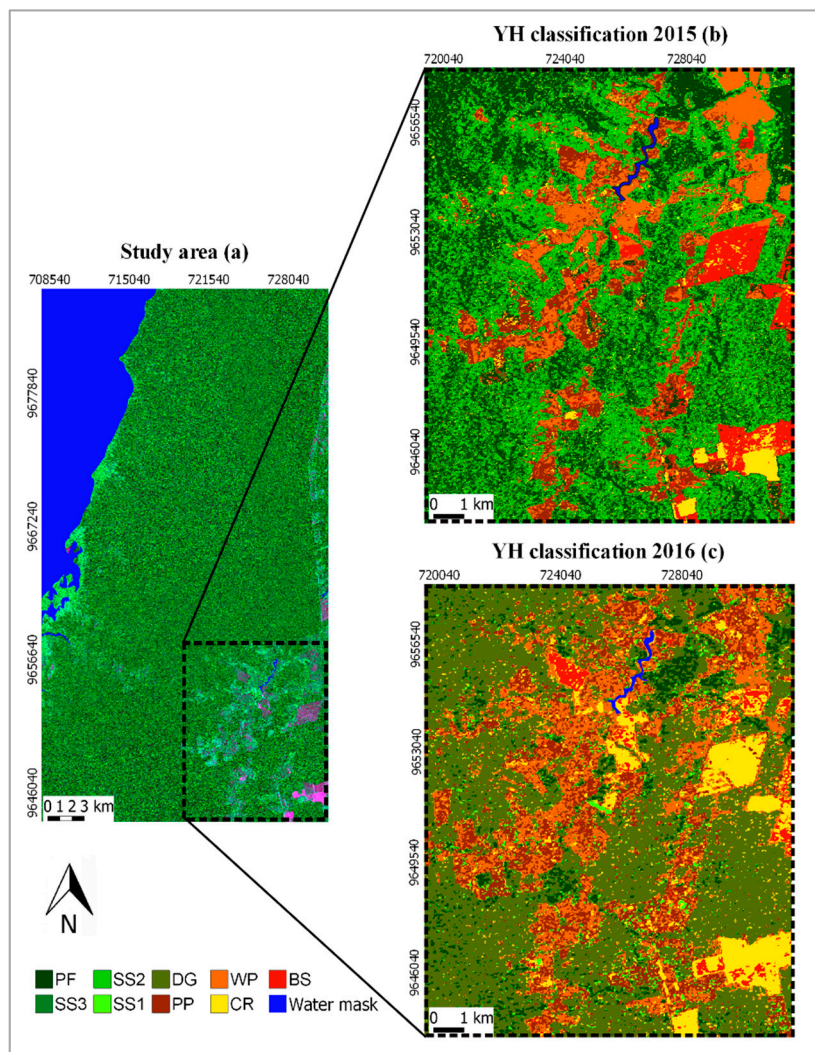 YH classification 2015 (b)
720040 724040 728040
9656540
9653040
9649540
9646040
0 1 km
Study area (a)
708540 715040 721540 728040
9677840
9667240
9656640
9646040
0 1 2 3 km
N
YH classification 2016 (c)
720040 724040 728040
9656540
9653040
9649540
9646040
0 1 km
PF SS2 DG WP BS
SS3 SS1 PP CR Water mask